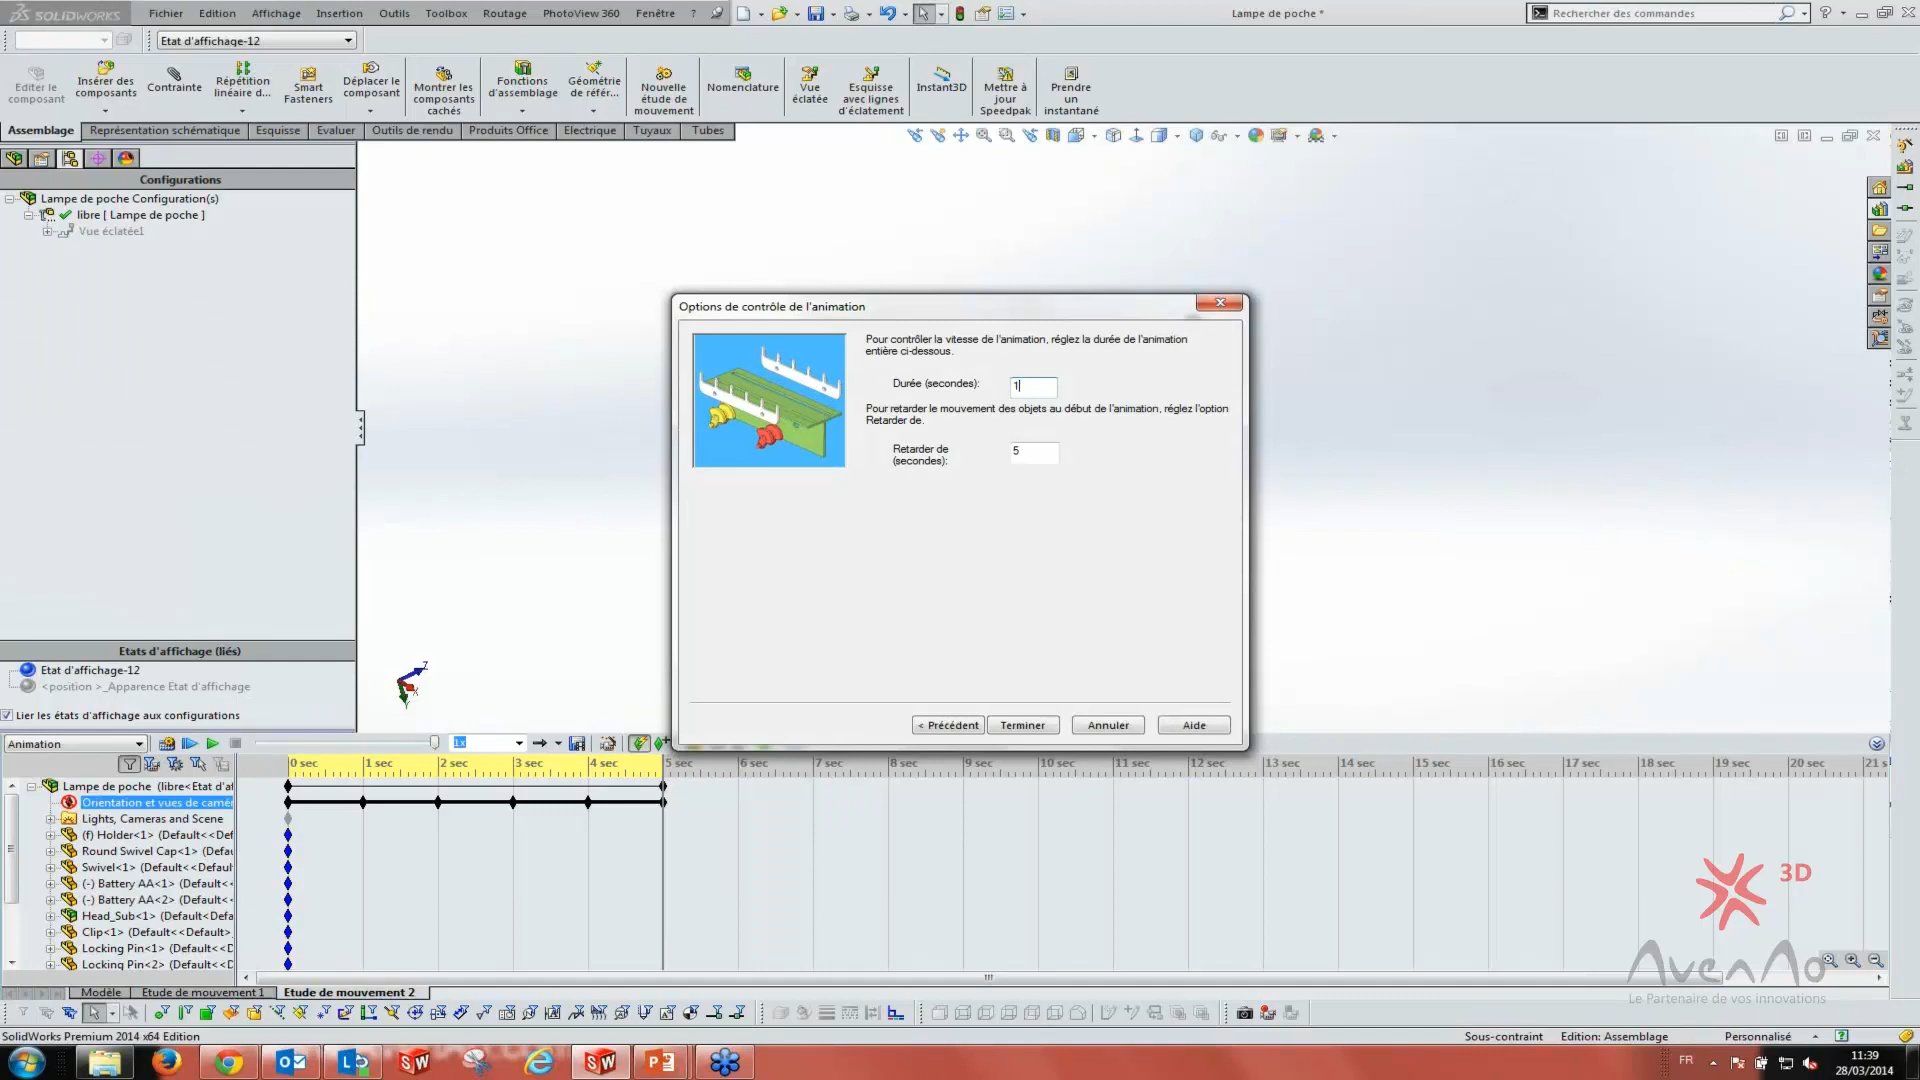 SOLIDWORKS Fichier Edition Affichage Insertion Outils Toolbox Routage PhotoView 360 Fenêtre ? Lampe de poche * Rechercher des commandes
Etat d'affichage-12
Editer le composant
Insérer des composants
Contrainte
Répétition linéaire d...
Smart Fasteners
Déplacer le composant
Montrer les composants cachés
Fonctions d'assemblage
Géométrie de référ...
Nouvelle étude de mouvement
Nomenclature
Vue éclatée
Esquisse avec lignes d'éclatement
Instant3D
Mettre à jour Speedpak
Prendre un instantané
Assemblage Représentation schématique Esquisse Evaluer Outils de rendu Produits Office Electrique Tuyaux Tubes
Configurations
Lampe de poche Configuration(s)
libre [ Lampe de poche ]
Vue éclatée1
Options de contrôle de l'animation
Pour contrôler la vitesse de l'animation, réglez la durée de l'animation
entière ci-dessous.
Durée (secondes): 1
Pour retarder le mouvement des objets au début de l'animation, réglez l'option
Retarder de.
Retarder de
(secondes): 5
< Précédent Terminer Annuler Aide
Etats d'affichage (liés)
Etat d'affichage-12
<position >_Apparence Etat d'affichage
Lier les états d'affichage aux configurations
Z
X
Y
Animation 1x
0 sec 1 sec 2 sec 3 sec 4 sec 5 sec 6 sec 7 sec 8 sec 9 sec 10 sec 11 sec 12 sec 13 sec 14 sec 15 sec 16 sec 17 sec 18 sec 19 sec 20 sec 21 s
Lampe de poche (libre<Etat d'af
Orientation et vues de camér
Lights, Cameras and Scene
(f) Holder<1> (Default<<Def
Round Swivel Cap<1> (Defau
Swivel<1> (Default<<Defaul
(-) Battery AA<1> (Default<<
(-) Battery AA<2> (Default<<
Head_Sub<1> (Default<Defa
Clip<1> (Default<<Default>
Locking Pin<1> (Default<<D
Locking Pin<2> (Default<<D
3D
AvenAo
Le Partenaire de vos innovations
Modèle Etude de mouvement 1 Etude de mouvement 2
SolidWorks Premium 2014 x64 Edition Sous-contraint Edition: Assemblage Personnalisé
FR 11:39
28/03/2014